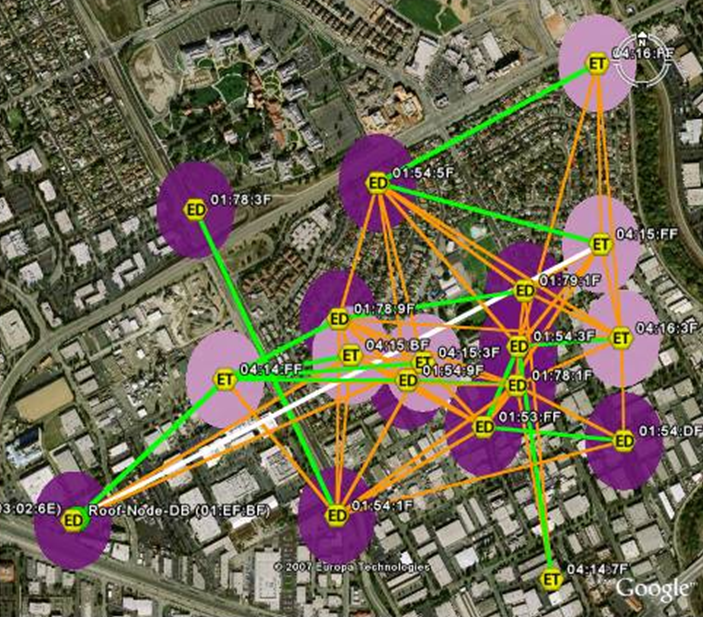 ET 04:16:FF
N
ED 01:54:5F
ED 01:78:3F
ET 04:15:FF
ED 01:79:1F
ED 01:78:9F
ET 04:16:3F
ED 01:54:3F
ET 04:15:BF
ET 04:15:3F
ET 04:14:FF
ED 01:54:9F
ED 01:78:1F
ED 01:53:FF
ED 01:54:DF
03:02:6E) ED Roof-Node-DB (01:EF:BF)
ED 01:54:1F
© 2007 Europa Technologies
ET 04:14:7F
Google™